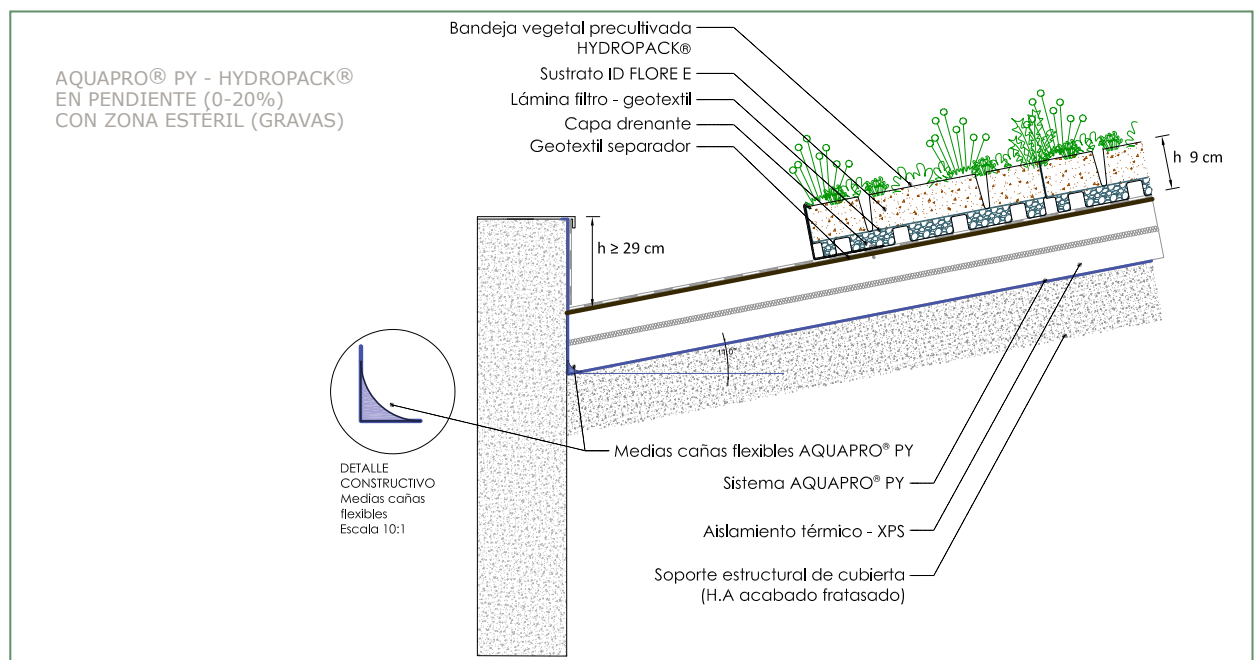 AQUAPRO® PY - HYDROPACK®
EN PENDIENTE (0-20%)
CON ZONA ESTÉRIL (GRAVAS)
Bandeja vegetal precultivada
HYDROPACK®
Sustrato ID FLORE E
Lámina filtro - geotextil
Capa drenante
Geotextil separador
h 9 cm
h ≥ 29 cm
Medias cañas flexibles AQUAPRO® PY
Sistema AQUAPRO® PY
Aislamiento térmico - XPS
Soporte estructural de cubierta
(H.A acabado fratasado)
DETALLE
CONSTRUCTIVO
Medias cañas
flexibles
Escala 10:1